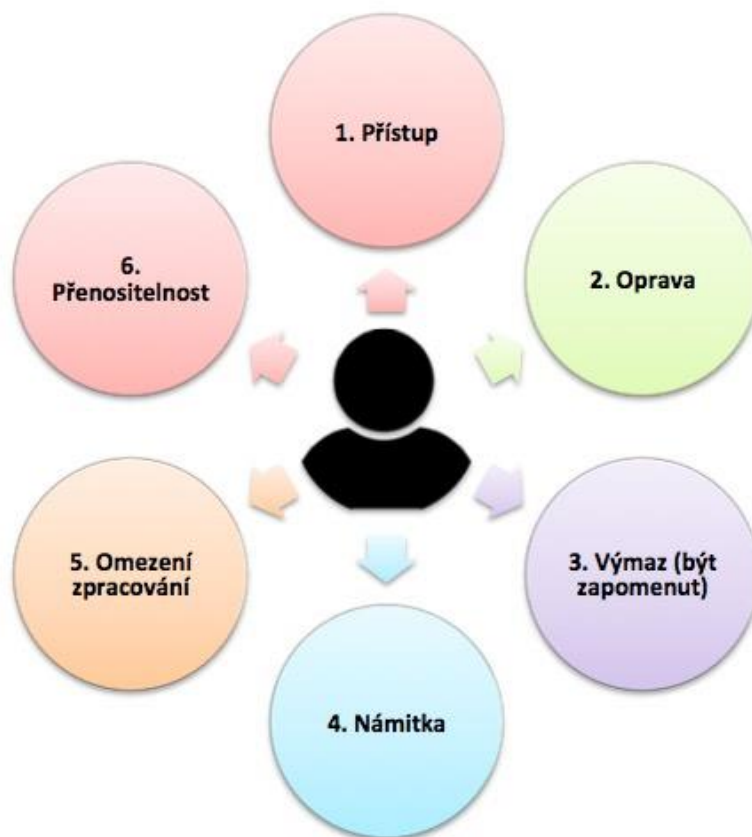 1. Přístup
2. Oprava
3. Výmaz (být
zapomenut)
4. Námitka
5. Omezení
zpracování
6.
Přenositelnost